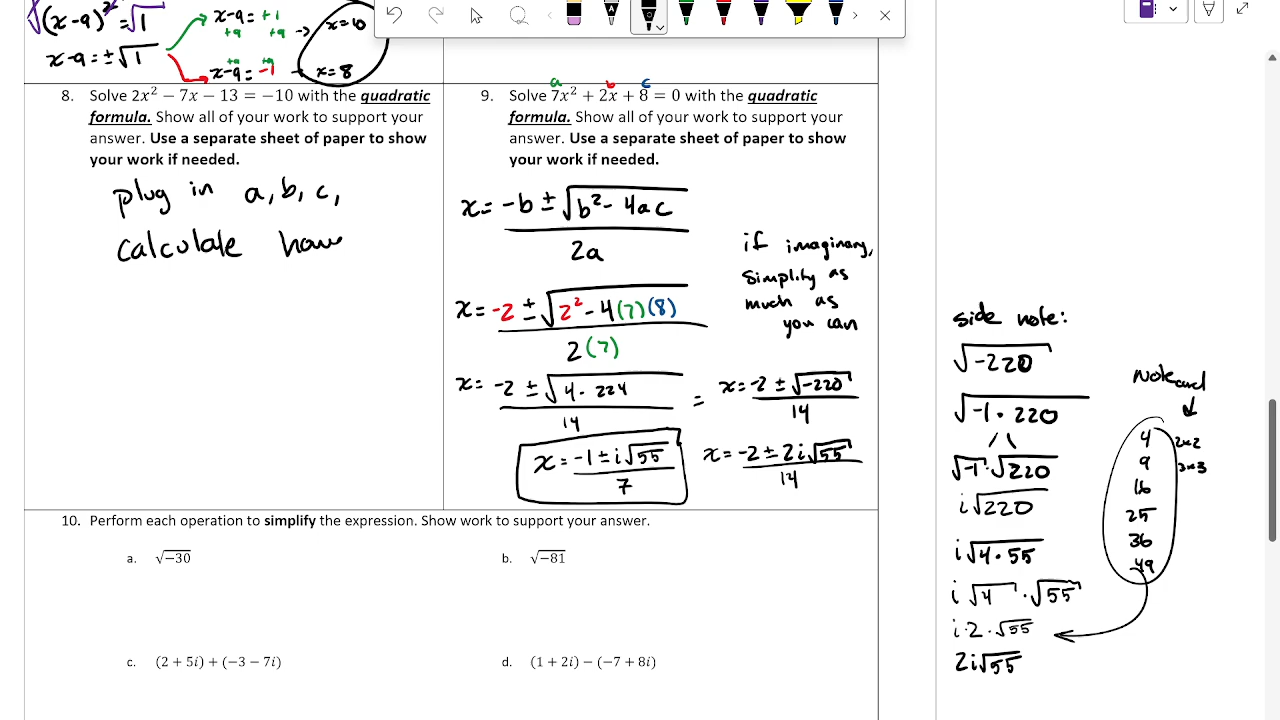 √(x-9)² = √1
x-9 = ±√1
x-9 = +1
+9 +9
→ x=10
+9 +9
x-9 = -1
→ x=8
8. Solve 2x² − 7x − 13 = −10 with the quadratic
formula. Show all of your work to support your
answer. Use a separate sheet of paper to show
your work if needed.
plug in a, b, c,
calculate
a b c
9. Solve 7x² + 2x + 8 = 0 with the quadratic
formula. Show all of your work to support your
answer. Use a separate sheet of paper to show
your work if needed.
x = -b ± √b² - 4ac
2a
if imaginary,
simplify as
much as
you can
x = -2 ± √2² - 4(7)(8)
2(7)
x = -2 ± √4 - 224
14
= x = -2 ± √-220
14
x = -2 ± 2i√55
14
x = -1 ± i√55
7
10. Perform each operation to simplify the expression. Show work to support your answer.
a. √−30
b. √−81
c. (2 + 5i) + (−3 − 7i)
d. (1 + 2i) − (−7 + 8i)
side note:
√-220
√-1 · 220
√-1 · √220
i√220
i√4 · 55
i√4 · √55
i·2·√55
2i√55
Notecard
4 2×2
9 3×3
16
25
36
49